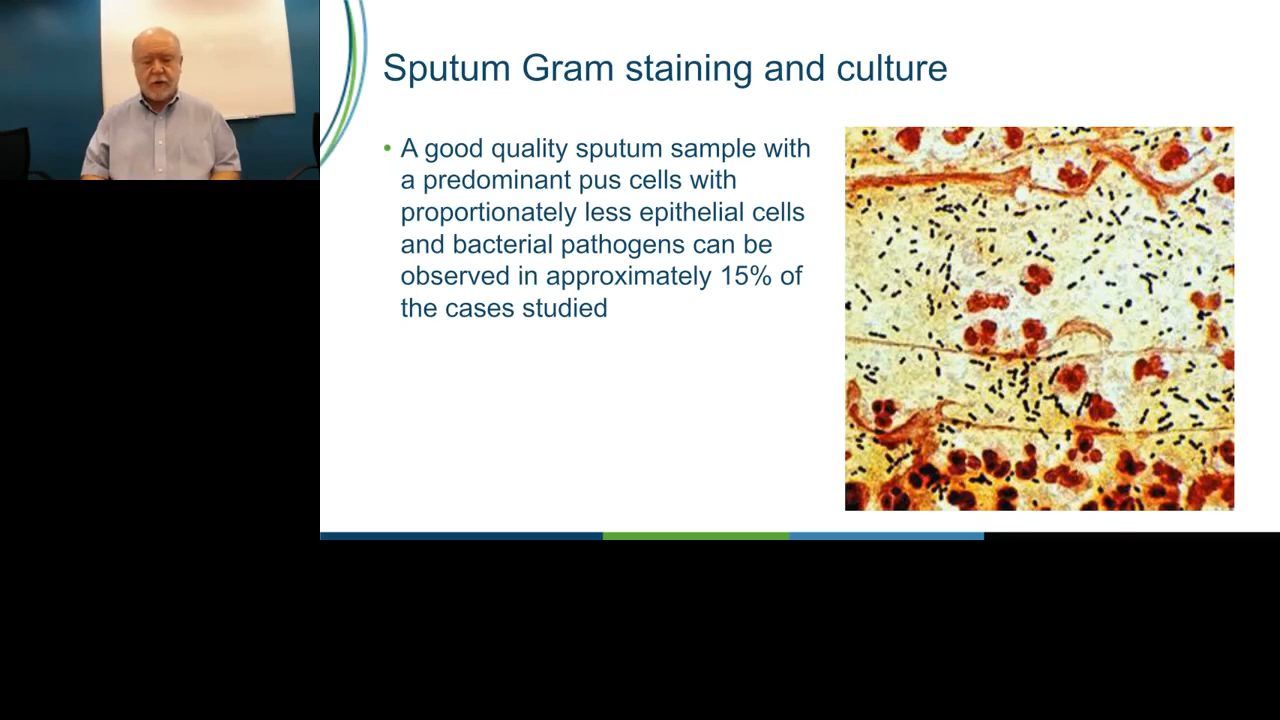 Sputum Gram staining and culture
• A good quality sputum sample with
a predominant pus cells with
proportionately less epithelial cells
and bacterial pathogens can be
observed in approximately 15% of
the cases studied